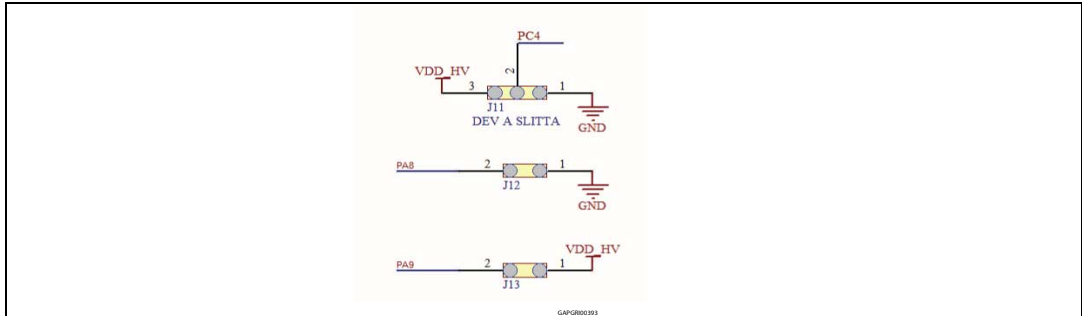 PC4
2
VDD_HV
3
1
J11
DEV A SLITTA
GND
PA8
2
1
J12
GND
VDD_HV
PA9
2
1
J13
GAPGRI00393